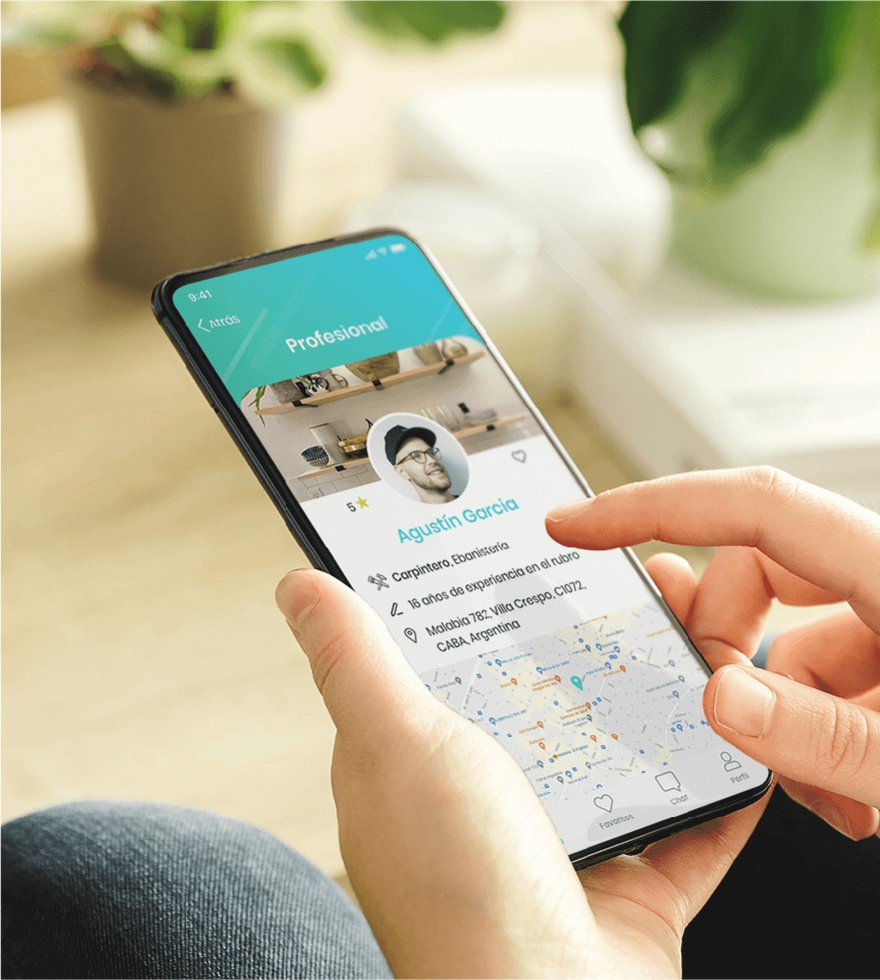 9:41
Atrás
Profesional
5
Agustín Garcia
Carpintero, Ebanistería
16 años de experiencia en el rubro
Malabia 782, Villa Crespo, C1072,
CABA, Argentina
Favoritos
Chat
Perfil